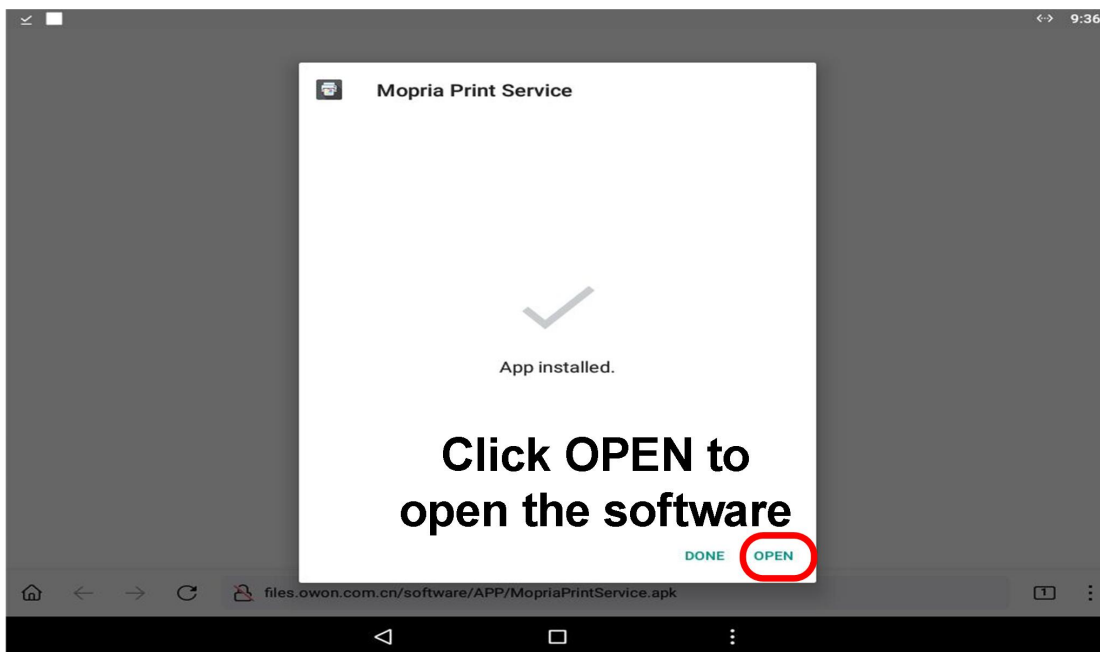 9:36
Mopria Print Service
App installed.
Click OPEN to
open the software
DONE OPEN
files.owon.com.cn/software/APP/MopriaPrintService.apk
1